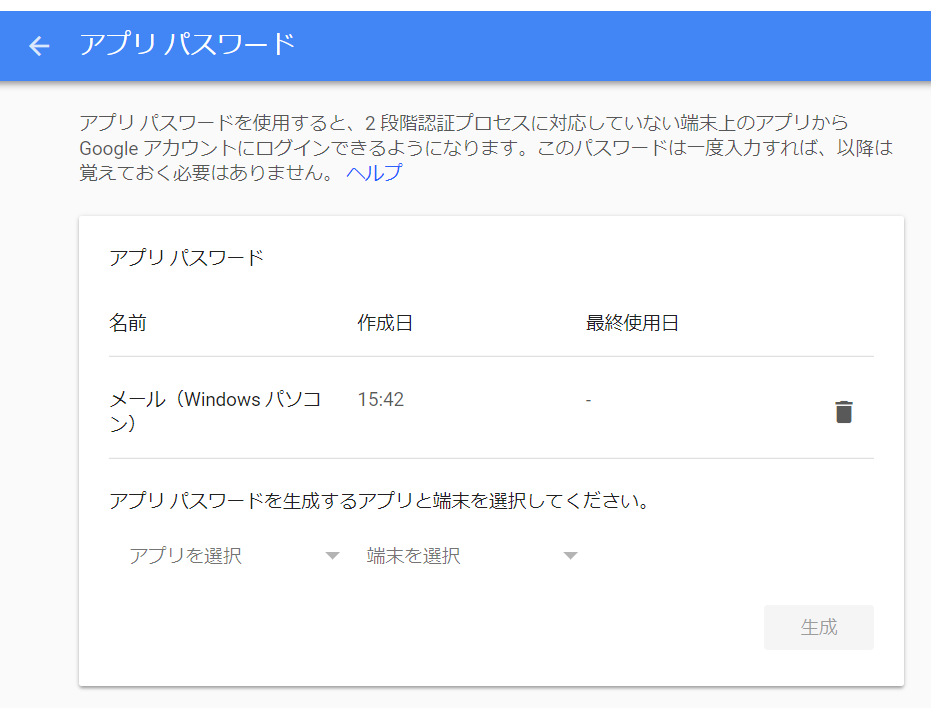 アプリ パスワード
アプリ パスワードを使用すると、2 段階認証プロセスに対応していない端末上のアプリから
Google アカウントにログインできるようになります。このパスワードは一度入力すれば、以降は
覚えておく必要はありません。 ヘルプ
アプリ パスワード
名前 作成日 最終使用日
メール（Windows パソコ
ン） 15:42 -
アプリ パスワードを生成するアプリと端末を選択してください。
アプリを選択 端末を選択
生成